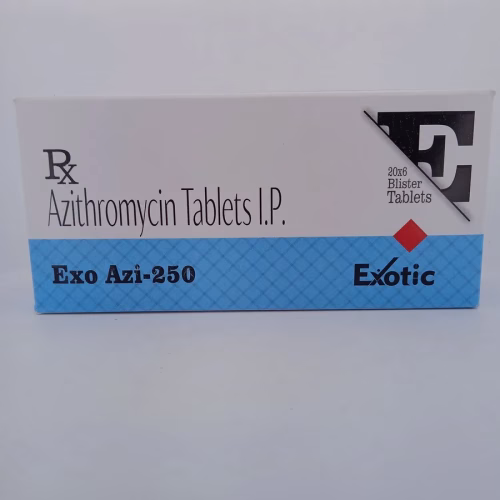 Rx
Azithromycin Tablets I.P.
E
20x6
Blister
Tablets
Exo Azi-250
Exotic